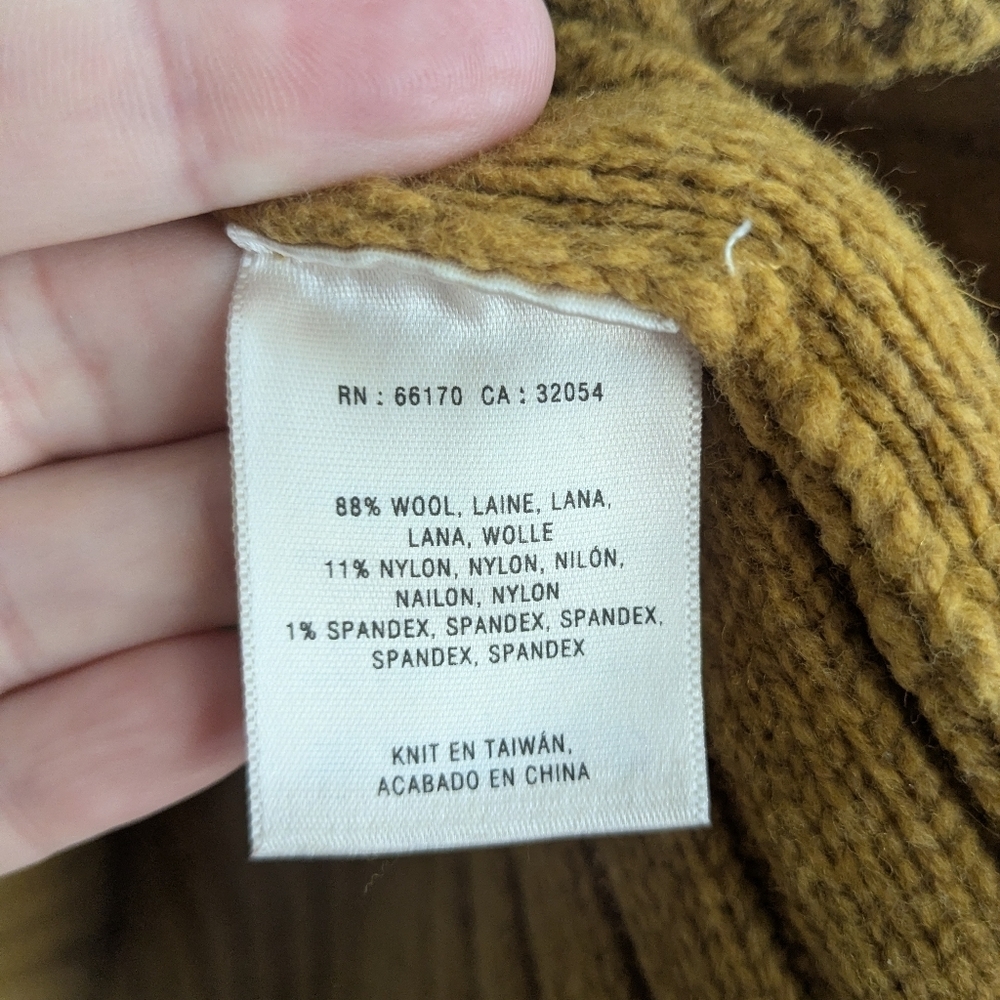 RN : 66170 CA : 32054
88% WOOL, LAINE, LANA,
LANA, WOLLE
11% NYLON, NYLON, NILÓN,
NAILON, NYLON
1% SPANDEX, SPANDEX, SPANDEX,
SPANDEX, SPANDEX
KNIT EN TAIWÁN,
ACABADO EN CHINA